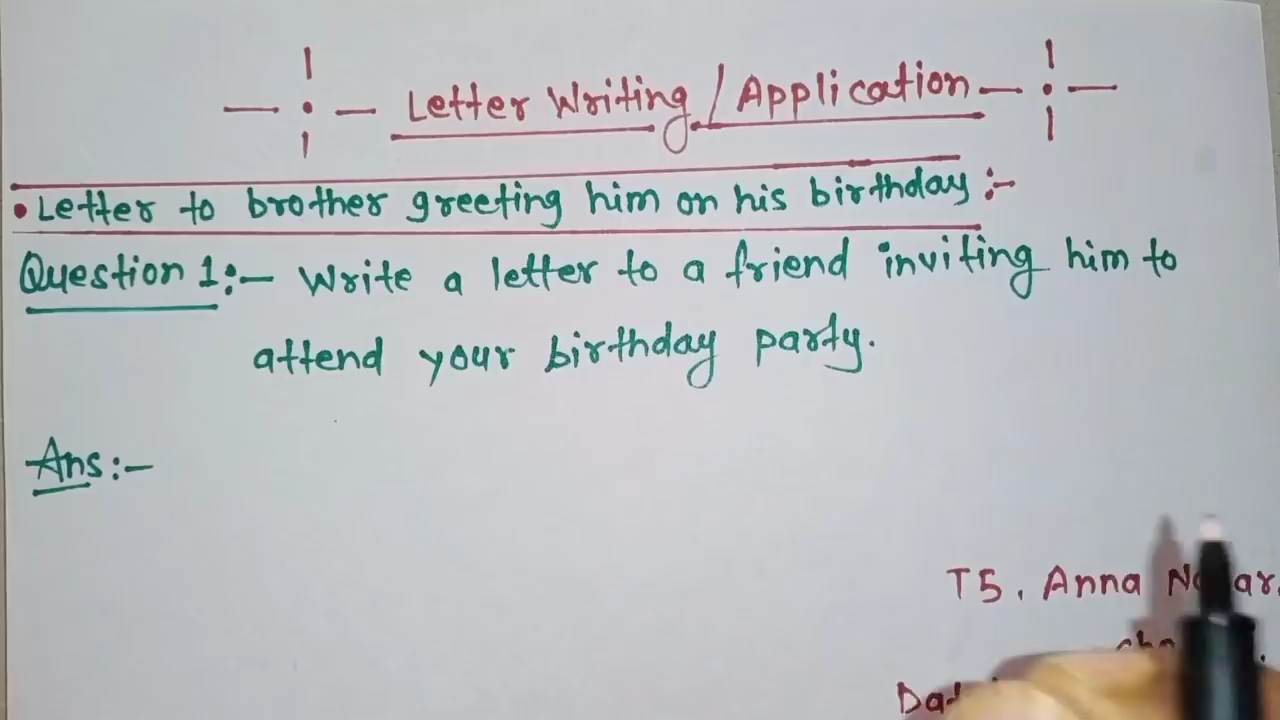 Letter Writing / Application
• Letter to brother greeting him on his birthday :-
Question 1:- Write a letter to a friend inviting him to
attend your birthday party.
Ans:-
T5, Anna